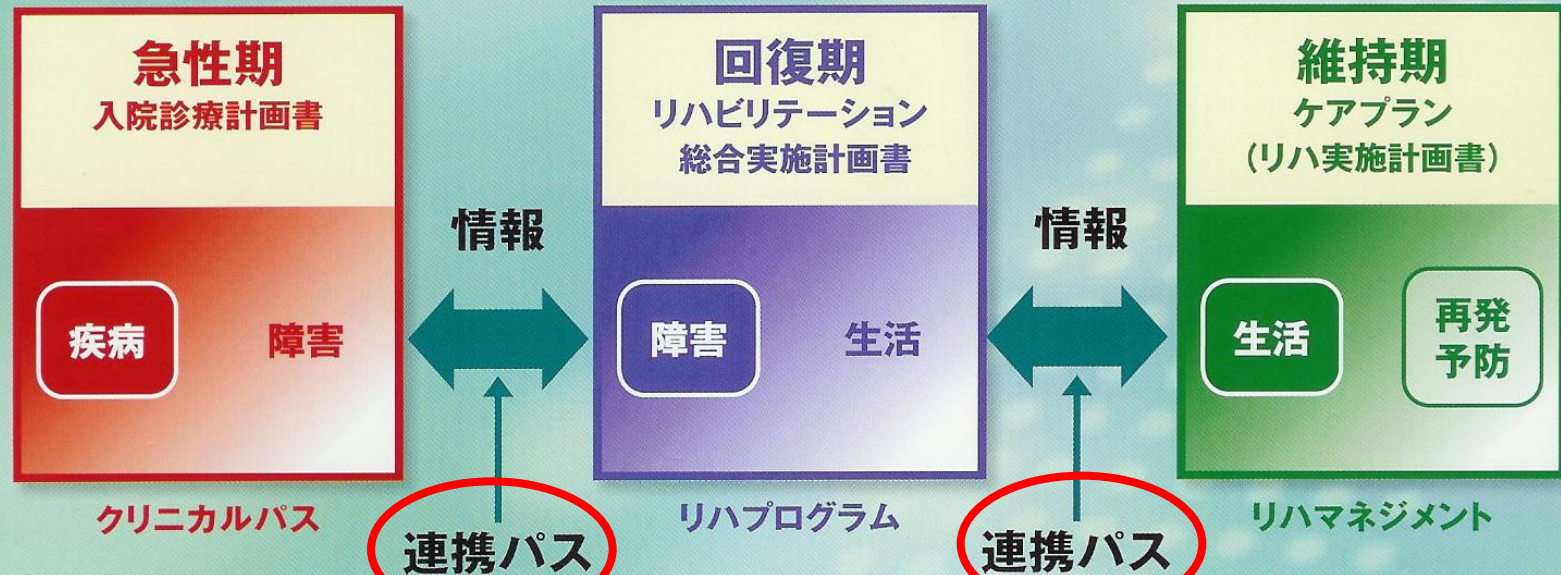 急性期
入院診療計画書
疾病
障害
クリニカルパス
情報
連携パス
回復期
リハビリテーション
総合実施計画書
障害
生活
リハプログラム
情報
連携パス
維持期
ケアプラン
(リハ実施計画書)
生活
再発
予防
リハマネジメント